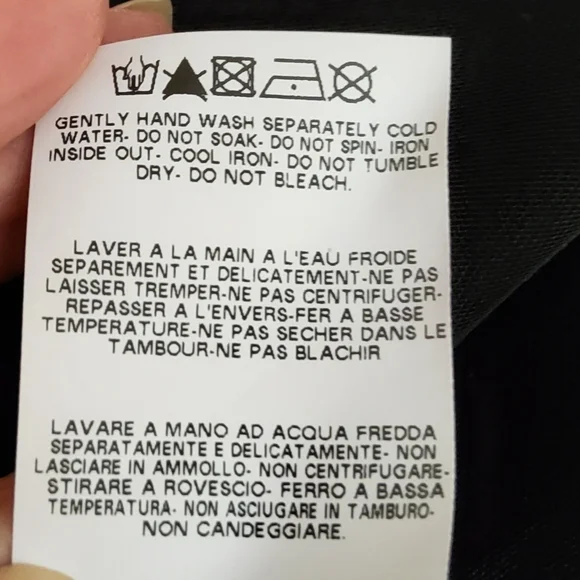 GENTLY HAND WASH SEPARATELY COLD
WATER- DO NOT SOAK- DO NOT SPIN- IRON
INSIDE OUT- COOL IRON- DO NOT TUMBLE
DRY- DO NOT BLEACH.
LAVER A LA MAIN A L'EAU FROIDE
SEPAREMENT ET DELICATEMENT-NE PAS
LAISSER TREMPER-NE PAS CENTRIFUGER-
REPASSER A L'ENVERS-FER A BASSE
TEMPERATURE-NE PAS SECHER DANS LE
TAMBOUR-NE PAS BLACHIR
LAVARE A MANO AD ACQUA FREDDA
SEPARATAMENTE E DELICATAMENTE- NON
LASCIARE IN AMMOLLO- NON CENTRIFUGARE-
STIRARE A ROVESCIO- FERRO A BASSA
TEMPERATURA- NON ASCIUGARE IN TAMBURO-
NON CANDEGGIARE.